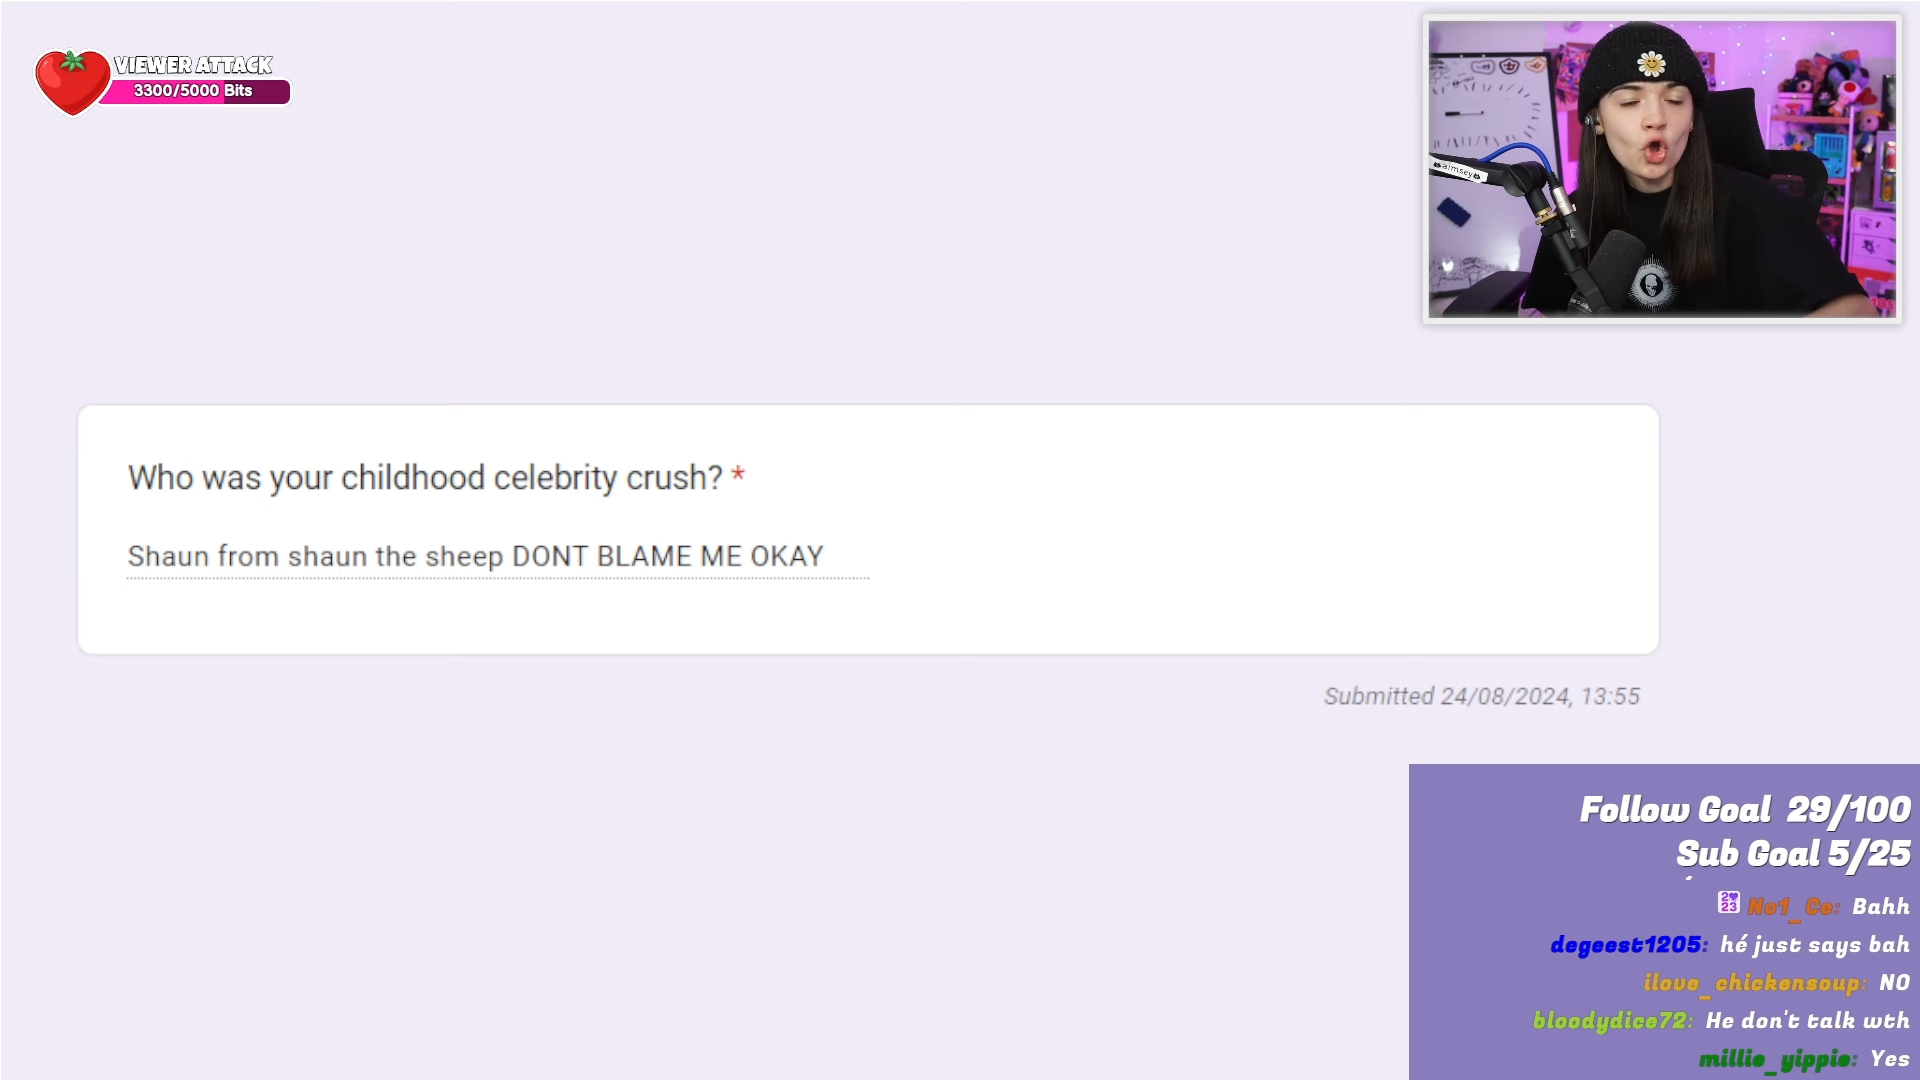 VIEWER ATTACK
3300/5000 Bits
aimsey
Who was your childhood celebrity crush? *
Shaun from shaun the sheep DONT BLAME ME OKAY
Submitted 24/08/2024, 13:55
Follow Goal 29/100
Sub Goal 5/25
No1_Ce: Bahh
degeest1205: hé just says bah
ilove_chickensoup: NO
bloodydice72: He don't talk wth
millie_yippie: Yes